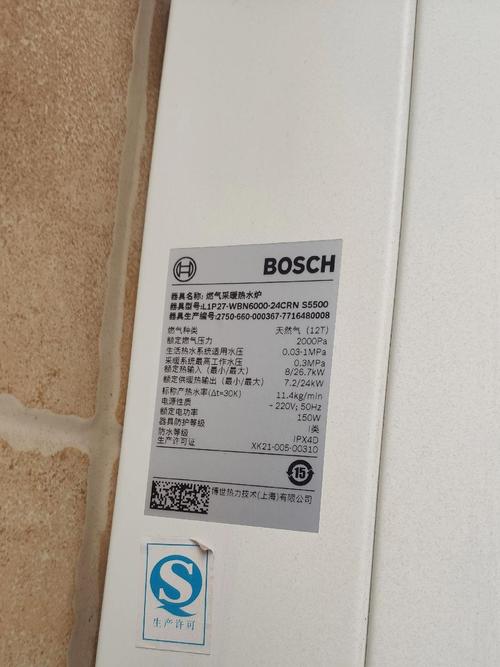 BOSCH
器具名称: 燃气采暖热水炉
器具型号:L1P27-WBN6000-24CRN S5500
器具生产编号:2750-660-000367-7716480008
燃气种类 天然气 (12T)
额定燃气压力 2000Pa
生活热水系统适用水压 0.03-1MPa
采暖系统最高工作水压 0.3MPa
额定热输入 (最小/最大) 8/26.7kW
额定供暖热输出 (最小/最大) 7.2/24kW
标称产热水率(Δt=30K) 11.4kg/min
电源性质 ~220V; 50Hz
额定电功率 150W
器具防护等级 I类
防水等级 IPX4D
生产许可证 XK21-005-00310
15
博世热力技术(上海)有限公司
生产许可